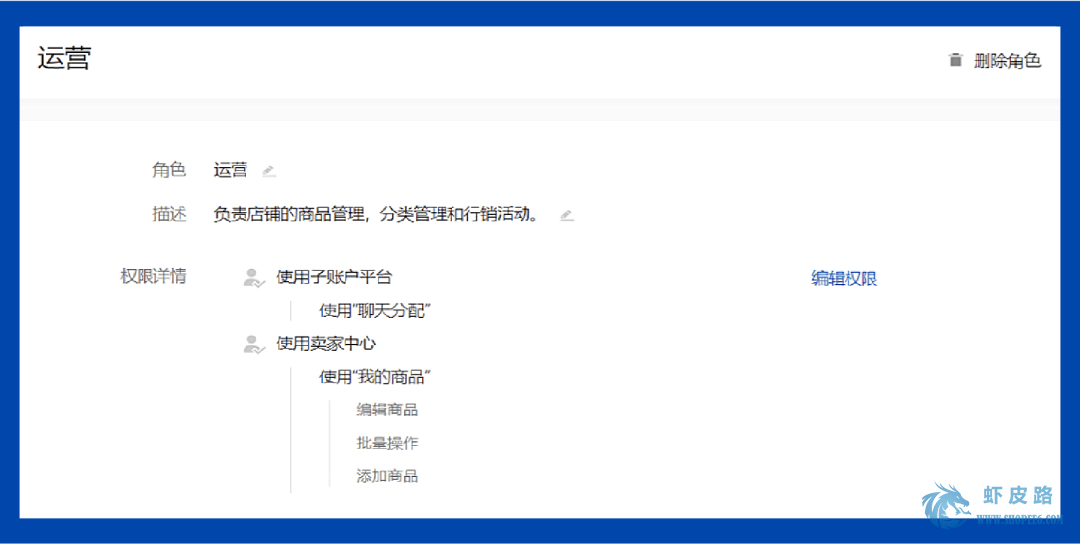 运营
删除角色
角色 运营
描述 负责店铺的商品管理，分类管理和行销活动。
权限详情 使用子账户平台 编辑权限
使用“聊天分配”
使用卖家中心
使用“我的商品”
编辑商品
批量操作
添加商品
虾皮路